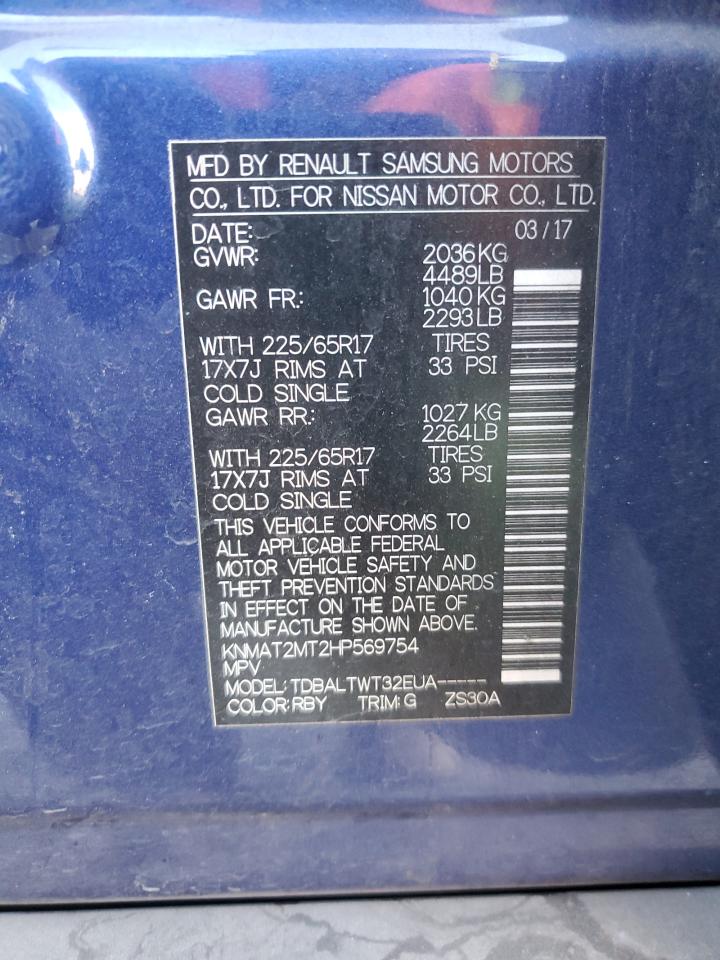 MFD BY RENAULT SAMSUNG MOTORS
CO., LTD. FOR NISSAN MOTOR CO., LTD.
DATE: 03/17
GVWR: 2036KG
4489LB
GAWR FR.: 1040KG
2293LB
WITH 225/65R17 TIRES
17X7J RIMS AT 33 PSI
COLD SINGLE
GAWR RR.: 1027KG
2264LB
WITH 225/65R17 TIRES
17X7J RIMS AT 33 PSI
COLD SINGLE
THIS VEHICLE CONFORMS TO
ALL APPLICABLE FEDERAL
MOTOR VEHICLE SAFETY AND
THEFT PREVENTION STANDARDS
IN EFFECT ON THE DATE OF
MANUFACTURE SHOWN ABOVE.
KNMAT2MT2HP569754
MPV
MODEL:TDBALTWT32EUA-----
COLOR:RBY TRIM:G ZS30A